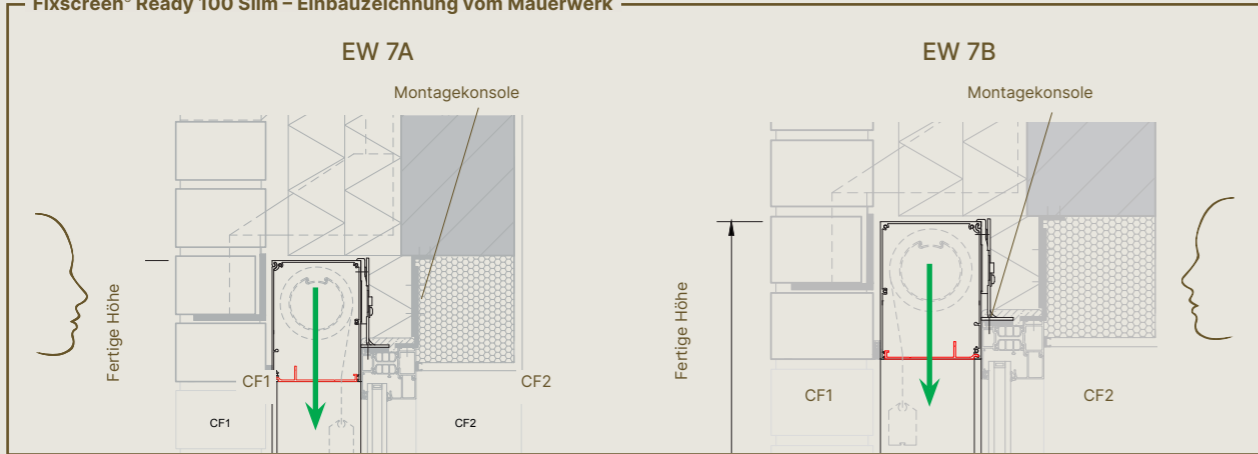 Fixscreen® Ready 100 Slim – Einbauzeichnung vom Mauerwerk
EW 7A
Montagekonsole
Fertige Höhe
CF1
CF2
CF1
CF2
EW 7B
Montagekonsole
Fertige Höhe
CF1
CF2